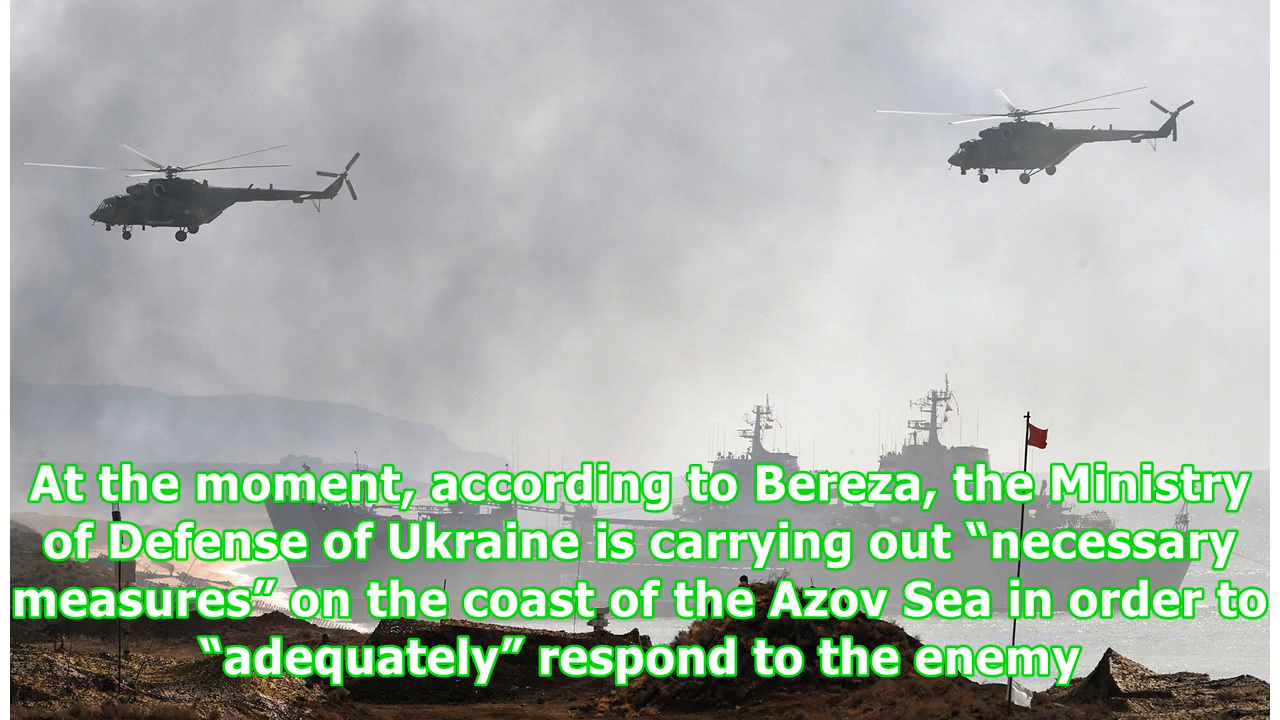 At the moment, according to Bereza, the Ministry
of Defense of Ukraine is carrying out “necessary
measures” on the coast of the Azov Sea in order to
“adequately” respond to the enemy